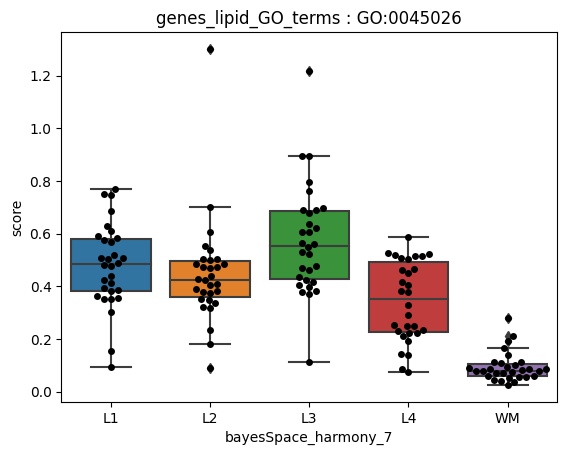 genes_lipid_GO_terms : GO:0045026
score
1.2
1.0
0.8
0.6
0.4
0.2
0.0
L1 L2 L3 L4 WM
bayesSpace_harmony_7